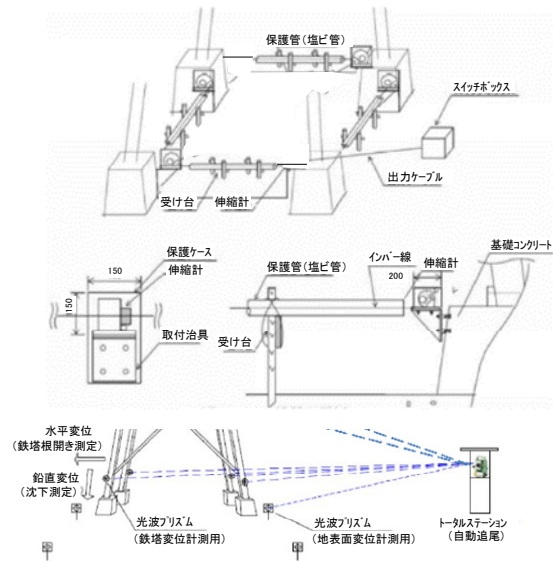 保護管(塩ビ管)
スイッチボックス
出力ケーブル
受け台
伸縮計
保護ケース
伸縮計
150
150
取付治具
保護管(塩ビ管)
インバー線
伸縮計
200
基礎コンクリート
受け台
水平変位
(鉄塔根開き測定)
鉛直変位
(沈下測定)
光波プリズム
(鉄塔変位計測用)
光波プリズム
(地表面変位計測用)
トータルステーション
(自動追尾)